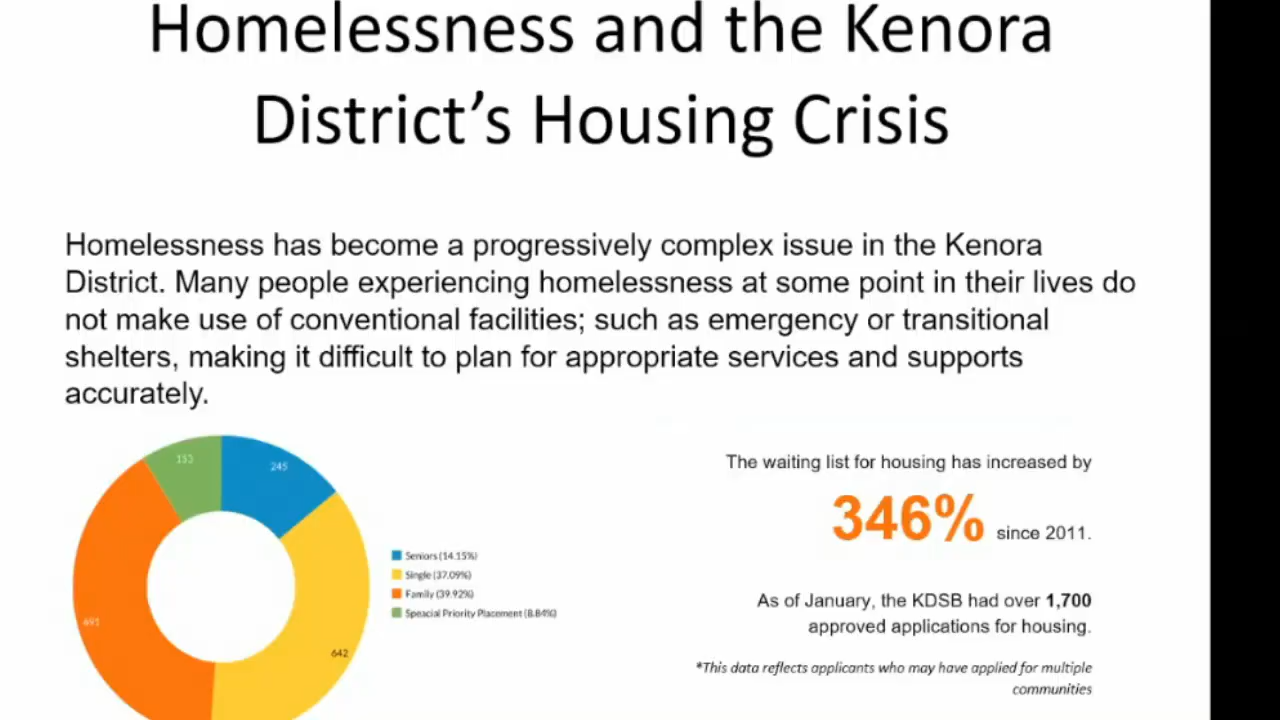 Homelessness and the Kenora
District’s Housing Crisis
Homelessness has become a progressively complex issue in the Kenora
District. Many people experiencing homelessness at some point in their lives do
not make use of conventional facilities; such as emergency or transitional
shelters, making it difficult to plan for appropriate services and supports
accurately.
153
245
691
642
Seniors (14.15%)
Single (37.09%)
Family (39.92%)
Speacial Priority Placement (8.84%)
The waiting list for housing has increased by
346% since 2011.
As of January, the KDSB had over 1,700
approved applications for housing.
*This data reflects applicants who may have applied for multiple
communities